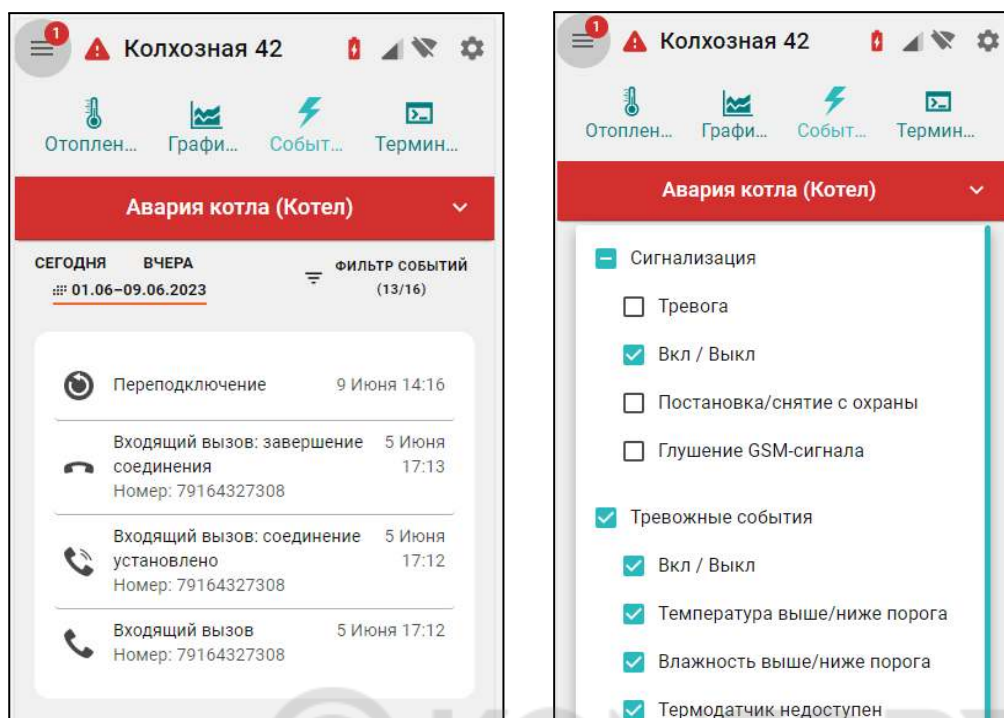 1
Колхозная 42
Отоплен...
Графи...
Событ...
Термин...
Авария котла (Котел)
СЕГОДНЯ
ВЧЕРА
01.06–09.06.2023
ФИЛЬТР СОБЫТИЙ
(13/16)
Переподключение
9 Июня 14:16
Входящий вызов: завершение
соединения
Номер: 79164327308
5 Июня
17:13
Входящий вызов: соединение
установлено
Номер: 79164327308
5 Июня
17:12
Входящий вызов
Номер: 79164327308
5 Июня 17:12
1
Колхозная 42
Отоплен...
Графи...
Событ...
Термин...
Авария котла (Котел)
Сигнализация
Тревога
Вкл / Выкл
Постановка/снятие с охраны
Глушение GSM-сигнала
Тревожные события
Вкл / Выкл
Температура выше/ниже порога
Влажность выше/ниже порога
Термодатчик недоступен